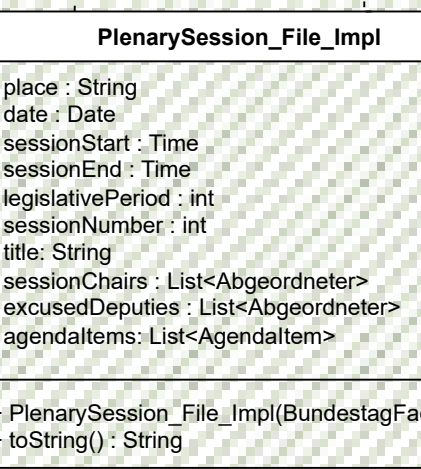 PlenarySession_File_Impl
place : String
date : Date
sessionStart : Time
sessionEnd : Time
legislativePeriod : int
sessionNumber : int
title: String
sessionChairs : List<Abgeordneter>
excusedDeputies : List<Abgeordneter>
agendaItems: List<AgendaItem>
PlenarySession_File_Impl(BundestagFac
toString() : String